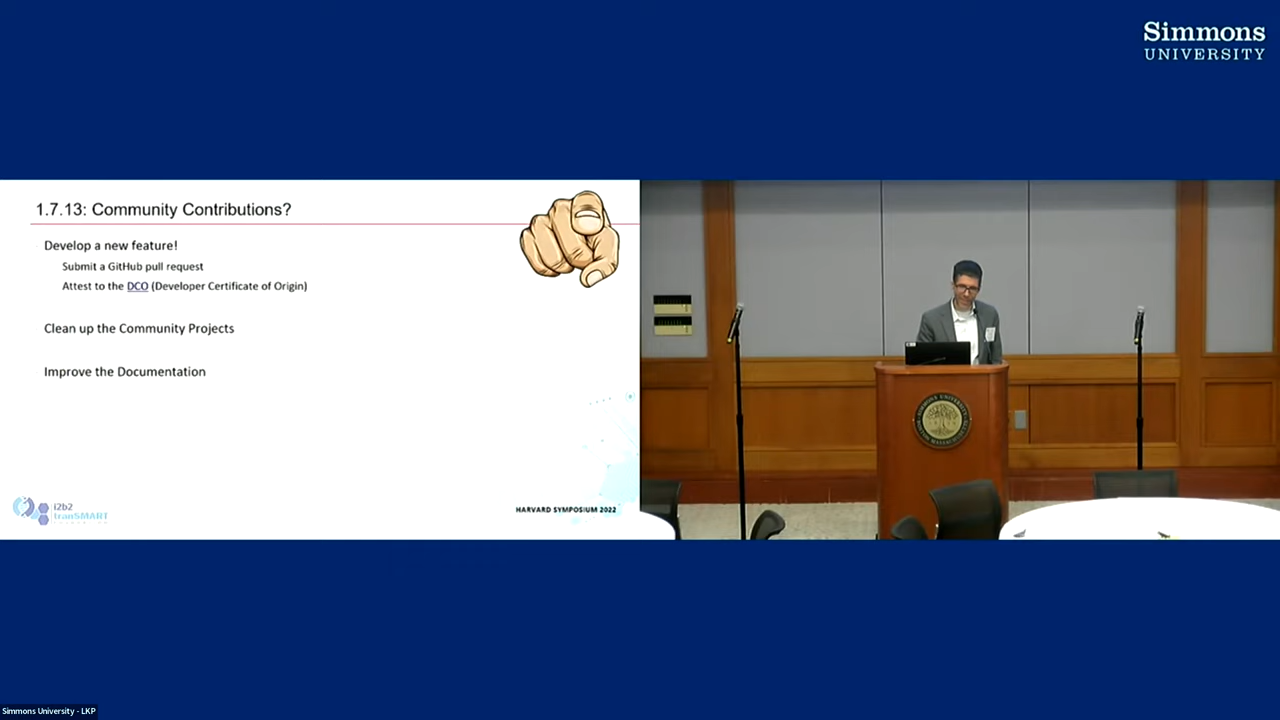 Simmons
UNIVERSITY
1.7.13: Community Contributions?
Develop a new feature!
Submit a GitHub pull request
Attest to the DCO (Developer Certificate of Origin)
Clean up the Community Projects
Improve the Documentation
i2b2
tranSMART
HARVARD SYMPOSIUM 2022
Simmons University - LKP